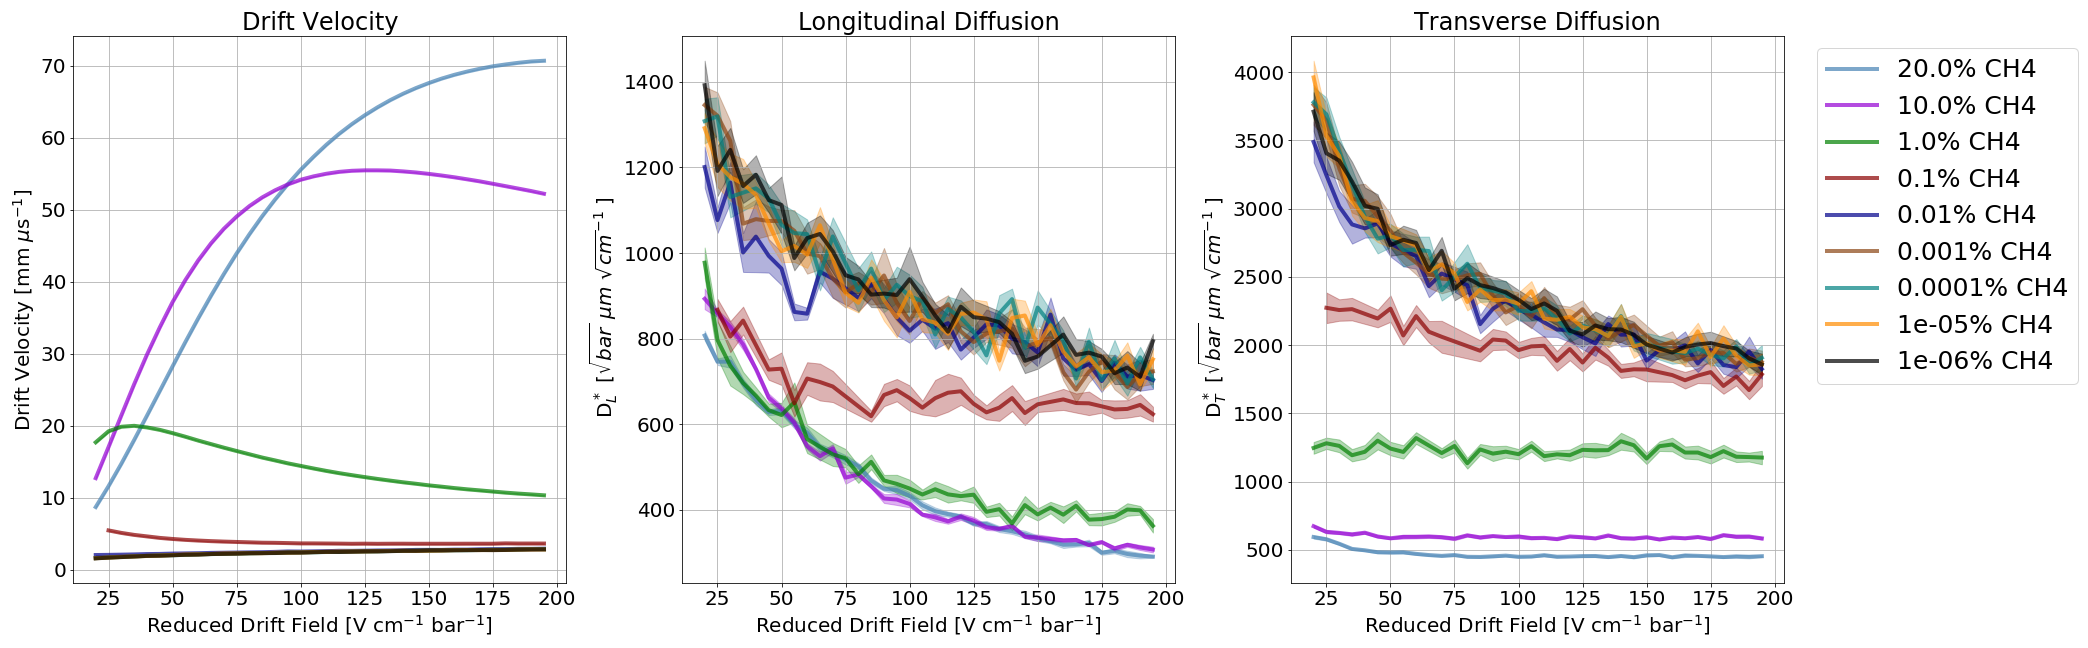 Drift Velocity
Drift Velocity [mm μs⁻¹]
70
60
50
40
30
20
10
0
25 50 75 100 125 150 175 200
Reduced Drift Field [V cm⁻¹ bar⁻¹]
Longitudinal Diffusion
D_L* [√bar μm √cm⁻¹ ]
1400
1200
1000
800
600
400
25 50 75 100 125 150 175 200
Reduced Drift Field [V cm⁻¹ bar⁻¹]
Transverse Diffusion
D_T* [√bar μm √cm⁻¹ ]
4000
3500
3000
2500
2000
1500
1000
500
25 50 75 100 125 150 175 200
Reduced Drift Field [V cm⁻¹ bar⁻¹]
20.0% CH4
10.0% CH4
1.0% CH4
0.1% CH4
0.01% CH4
0.001% CH4
0.0001% CH4
1e-05% CH4
1e-06% CH4